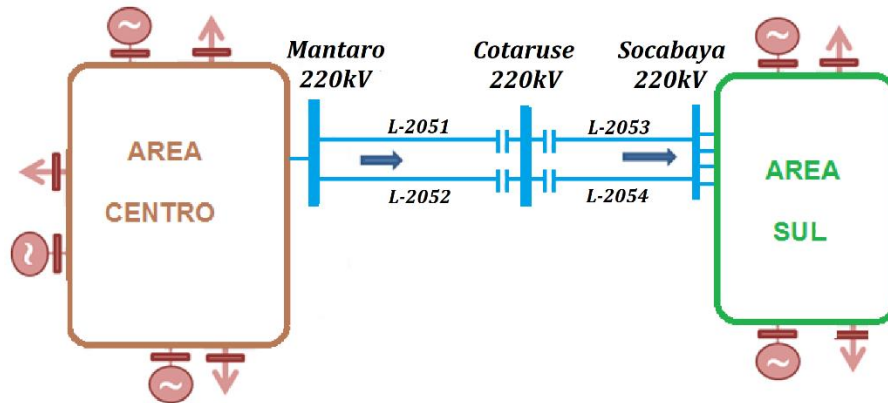 Mantaro
220kV
Cotaruse
220kV
Socabaya
220kV
L-2051
L-2053
L-2052
L-2054
AREA
CENTRO
AREA
SUL